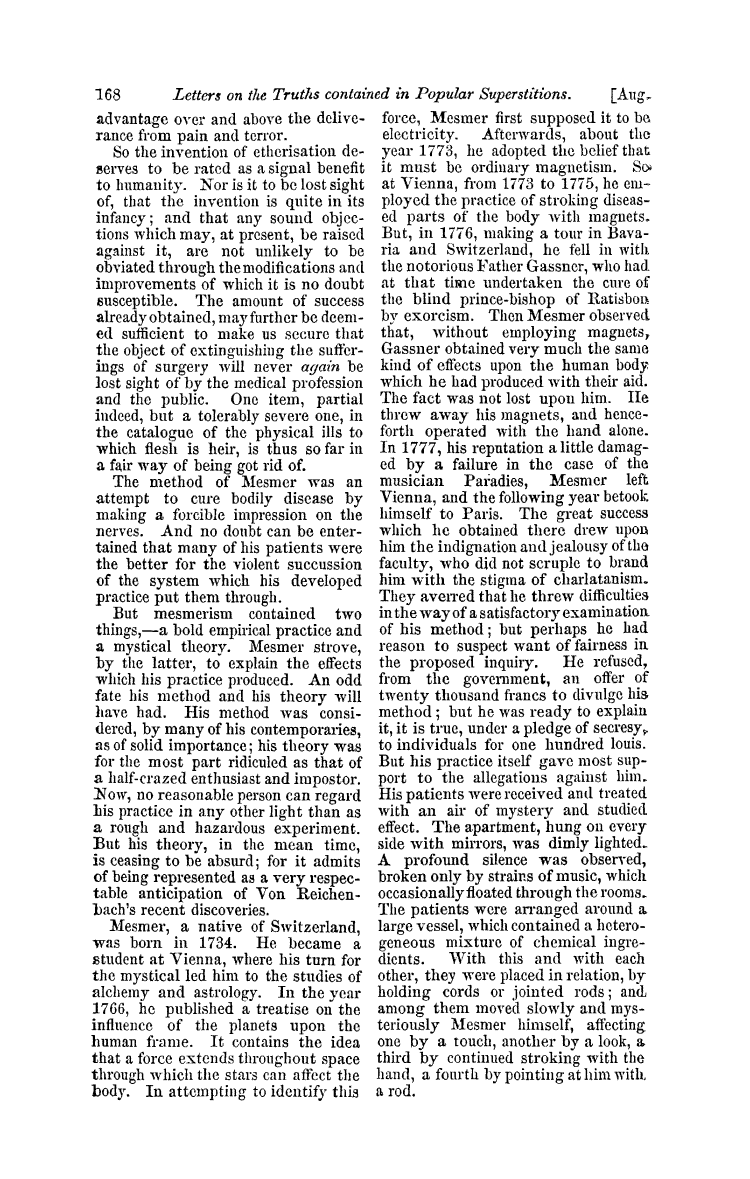 168 Letters on the Truths contained in Popular Superstitions. [Aug.
advantage over and above the delive-
rance from pain and terror.
So the invention of etherisation de-
serves to be rated as a signal benefit
to humanity. Nor is it to be lost sight
of, that the invention is quite in its
infancy; and that any sound objec-
tions which may, at present, be raised
against it, are not unlikely to be
obviated through the modifications and
improvements of which it is no doubt
susceptible. The amount of success
already obtained, may further be deem-
ed sufficient to make us secure that
the object of extinguishing the suffer-
ings of surgery will never again be
lost sight of by the medical profession
and the public. One item, partial
indeed, but a tolerably severe one, in
the catalogue of the physical ills to
which flesh is heir, is thus so far in
a fair way of being got rid of.
The method of Mesmer was an
attempt to cure bodily disease by
making a forcible impression on the
nerves. And no doubt can be enter-
tained that many of his patients were
the better for the violent succussion
of the system which his developed
practice put them through.
But mesmerism contained two
things,—a bold empirical practice and
a mystical theory. Mesmer strove,
by the latter, to explain the effects
which his practice produced. An odd
fate his method and his theory will
have had. His method was consi-
dered, by many of his contemporaries,
as of solid importance; his theory was
for the most part ridiculed as that of
a half-crazed enthusiast and impostor.
Now, no reasonable person can regard
his practice in any other light than as
a rough and hazardous experiment.
But his theory, in the mean time,
is ceasing to be absurd; for it admits
of being represented as a very respec-
table anticipation of Von Reichen-
bach's recent discoveries.
Mesmer, a native of Switzerland,
was born in 1734. He became a
student at Vienna, where his turn for
the mystical led him to the studies of
alchemy and astrology. In the year
1766, he published a treatise on the
influence of the planets upon the
human frame. It contains the idea
that a force extends throughout space
through which the stars can affect the
body. In attempting to identify this
force, Mesmer first supposed it to be
electricity. Afterwards, about the
year 1773, he adopted the belief that
it must be ordinary magnetism. So
at Vienna, from 1773 to 1775, he em-
ployed the practice of stroking diseas-
ed parts of the body with magnets.
But, in 1776, making a tour in Bava-
ria and Switzerland, he fell in with
the notorious Father Gassner, who had
at that time undertaken the cure of
the blind prince-bishop of Ratisbon
by exorcism. Then Mesmer observed
that, without employing magnets,
Gassner obtained very much the same
kind of effects upon the human body
which he had produced with their aid.
The fact was not lost upon him. He
threw away his magnets, and hence-
forth operated with the hand alone.
In 1777, his reputation a little damag-
ed by a failure in the case of the
musician Paradies, Mesmer left
Vienna, and the following year betook
himself to Paris. The great success
which he obtained there drew upon
him the indignation and jealousy of the
faculty, who did not scruple to brand
him with the stigma of charlatanism.
They averred that he threw difficulties
in the way of a satisfactory examination
of his method; but perhaps he had
reason to suspect want of fairness in
the proposed inquiry. He refused,
from the government, an offer of
twenty thousand francs to divulge his
method; but he was ready to explain
it, it is true, under a pledge of secresy,
to individuals for one hundred louis.
But his practice itself gave most sup-
port to the allegations against him.
His patients were received and treated
with an air of mystery and studied
effect. The apartment, hung on every
side with mirrors, was dimly lighted.
A profound silence was observed,
broken only by strains of music, which
occasionally floated through the rooms.
The patients were arranged around a
large vessel, which contained a hetero-
geneous mixture of chemical ingre-
dients. With this and with each
other, they were placed in relation, by
holding cords or jointed rods; and
among them moved slowly and mys-
teriously Mesmer himself, affecting
one by a touch, another by a look, a
third by continued stroking with the
hand, a fourth by pointing at him with
a rod.